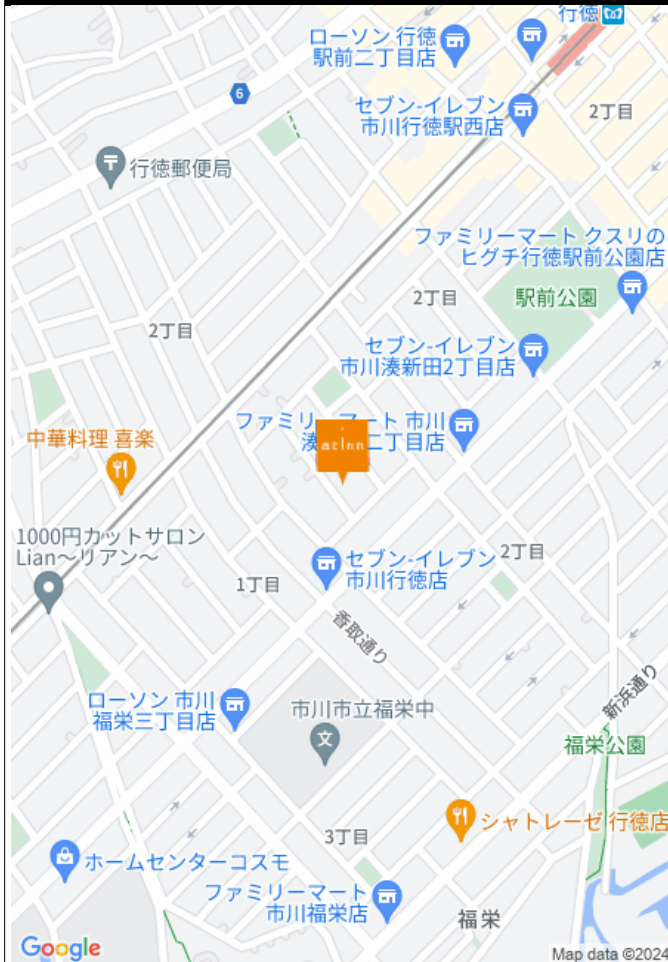 行徳
ローソン 行徳
駅前二丁目店
6
セブン-イレブン
市川行徳駅西店
2丁目
行徳郵便局
ファミリーマート クスリの
ヒグチ行徳駅前公園店
2丁目
駅前公園
2丁目
セブン-イレブン
市川湊新田2丁目店
ファミリーマート 市川
湊 二丁目店
atInn
中華料理 喜楽
1000円カットサロン
Lian～リアン～
セブン-イレブン
市川行徳店
2丁目
1丁目
香取通り
ローソン 市川
福栄三丁目店
市川市立福栄中
文
新浜通り
福栄公園
シャトレーゼ 行徳店
3丁目
ホームセンターコスモ
ファミリーマート
市川福栄店
福栄
Google
Map data ©2024